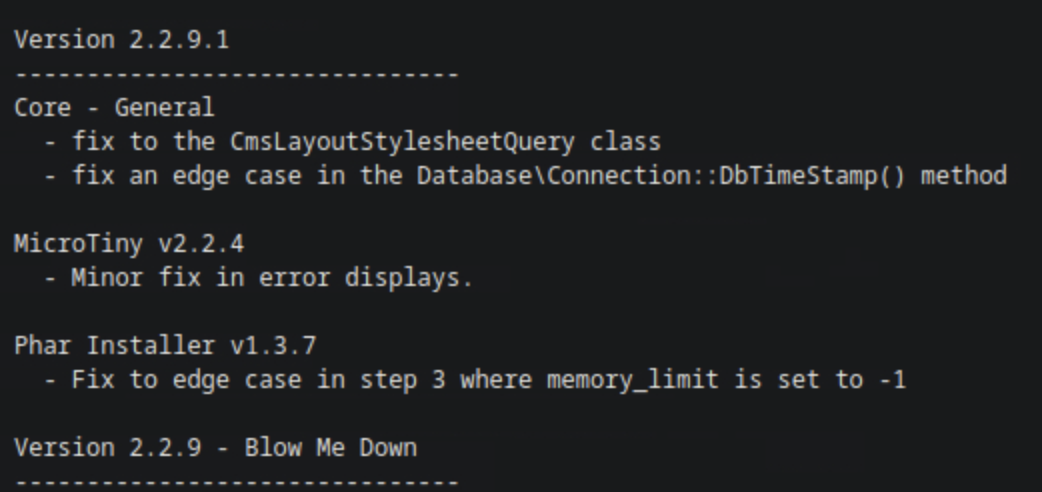 Version 2.2.9.1
-------------------------------
Core - General
  - fix to the CmsLayoutStylesheetQuery class
  - fix an edge case in the Database\Connection::DbTimeStamp() method

MicroTiny v2.2.4
  - Minor fix in error displays.

Phar Installer v1.3.7
  - Fix to edge case in step 3 where memory_limit is set to -1

Version 2.2.9 - Blow Me Down
-------------------------------